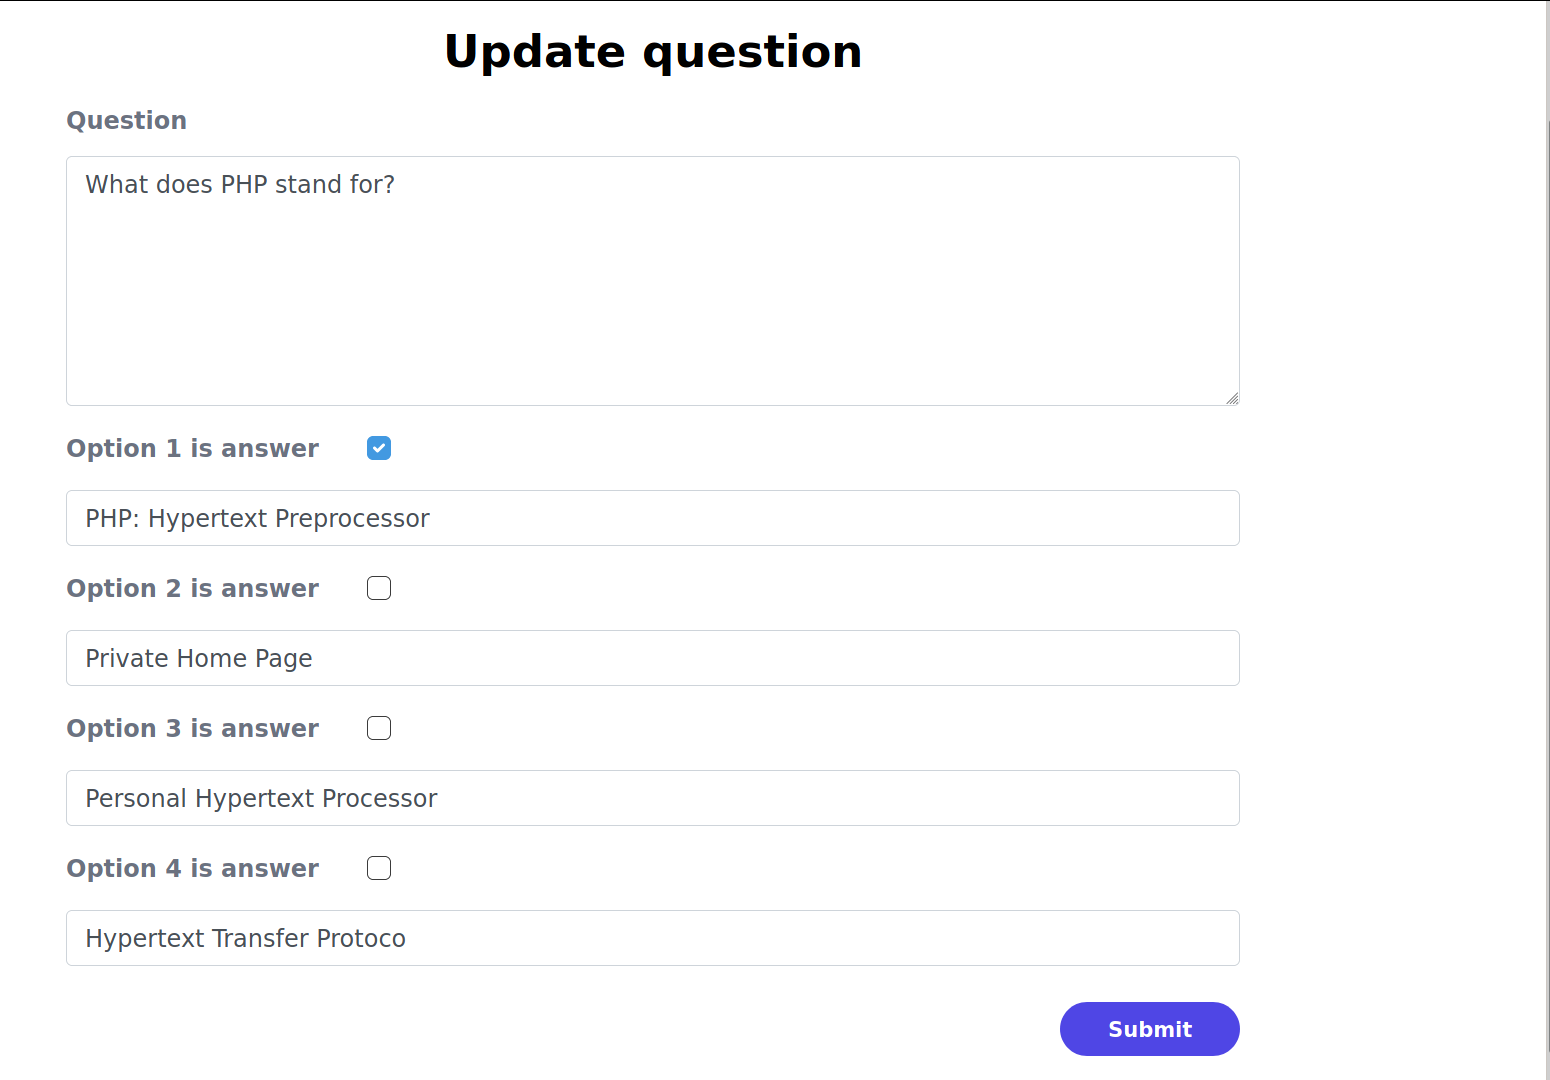 Update question
Question
What does PHP stand for?
Option 1 is answer
PHP: Hypertext Preprocessor
Option 2 is answer
Private Home Page
Option 3 is answer
Personal Hypertext Processor
Option 4 is answer
Hypertext Transfer Protoco
Submit